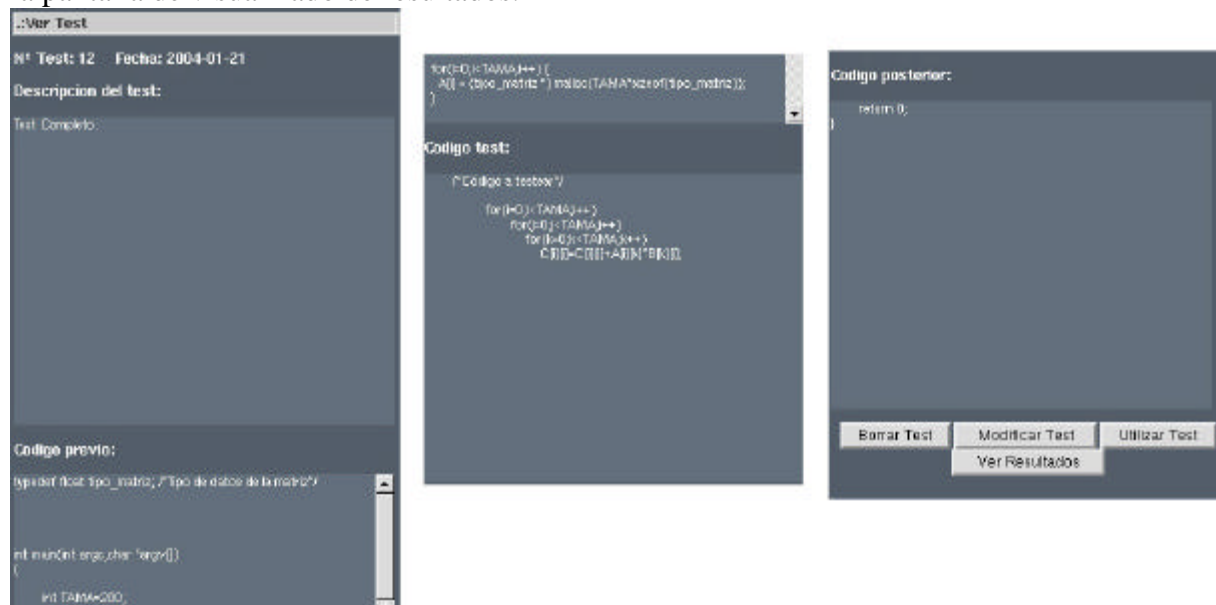 la pantalla de visualizado de resultados.
.:Ver Test
Nº Test: 12 Fecha: 2004-01-21
Descripcion del test:
Test Completo.
Codigo previo:
typedef float tipo_matriz; /*Tipo de datos de la matriz*/
int main(int argc,char *argv[])
{
int TAMA=200;
for(i=0;i<TAMA;i++) {
A[i] = (tipo_matriz *) malloc(TAMA*sizeof(tipo_matriz));
}
Codigo test:
/*Codigo a testear*/
for(i=0;i<TAMA;i++)
for(j=0;j<TAMA;j++)
for(k=0;k<TAMA;k++)
C[i][j]=C[i][j]+A[i][k]*B[k][j];
Codigo posterior:
return 0;
}
Borrar Test Modificar Test Utilizar Test
Ver Resultados